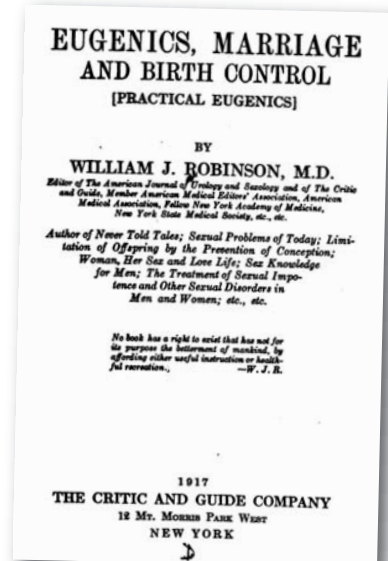 EUGENICS, MARRIAGE
AND BIRTH CONTROL
[PRACTICAL EUGENICS]
BY
WILLIAM J. ROBINSON, M.D.
Editor of The American Journal of Urology and Sexology and of The Critic
and Guide, Member American Medical Editors' Association, American
Medical Association, Fellow New York Academy of Medicine,
New York State Medical Society, etc., etc.
Author of Never Told Tales; Sexual Problems of Today; Limi-
tation of Offspring by the Prevention of Conception;
Woman, Her Sex and Love Life; Sex Knowledge
for Men; The Treatment of Sexual Impo-
tence and Other Sexual Disorders in
Men and Women; etc., etc.
No book has a right to exist that has not for
its purpose the betterment of mankind, by
affording either useful instruction or health-
ful recreation., —W. J. R.
1917
THE CRITIC AND GUIDE COMPANY
12 MT. MORRIS PARK WEST
NEW YORK